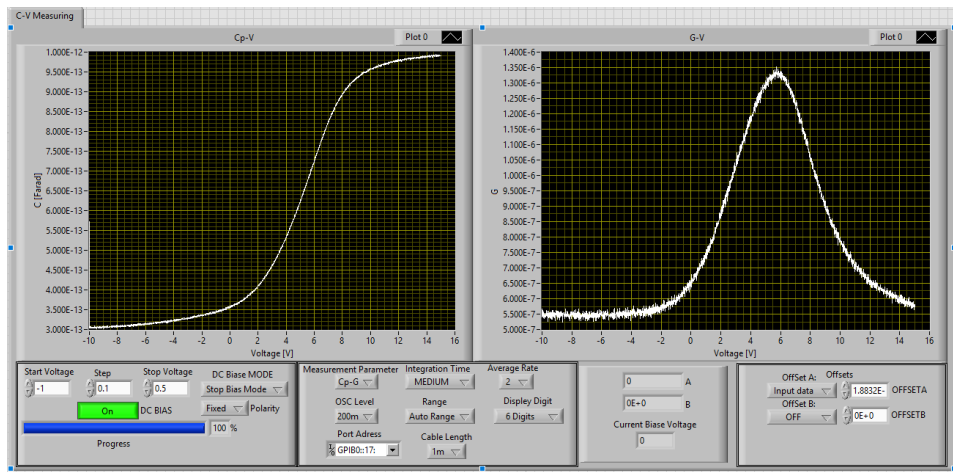 C-V Measuring
Cp-V
Plot 0
1.000E-12
9.500E-13
9.000E-13
8.500E-13
8.000E-13
7.500E-13
7.000E-13
6.500E-13
6.000E-13
5.500E-13
5.000E-13
4.500E-13
4.000E-13
3.500E-13
3.000E-13
C [Farad]
-10 -8 -6 -4 -2 0 2 4 6 8 10 12 14 16
Voltage [V]
G-V
Plot 0
1.400E-6
1.350E-6
1.300E-6
1.250E-6
1.200E-6
1.150E-6
1.100E-6
1.050E-6
1.000E-6
9.500E-7
9.000E-7
8.500E-7
8.000E-7
7.500E-7
7.000E-7
6.500E-7
6.000E-7
5.500E-7
5.000E-7
G
-10 -8 -6 -4 -2 0 2 4 6 8 10 12 14 16
Voltage [V]
Start Voltage Step Stop Voltage DC Biase MODE
-1 0.1 0.5 Stop Bias Mode
On DC BIAS Fixed Polarity
100 %
Progress
Measurement Parameter Integration Time Average Rate
Cp-G MEDIUM 2
OSC Level Range Display Digit
200m Auto Range 6 Digits
Port Adress Cable Length
GPIB0::17: 1m
0 A
0E+0 B
Current Biase Voltage
0
OffSet A: Offsets
Input data 1.8832E- OFFSETA
OffSet B:
OFF 0E+0 OFFSETB